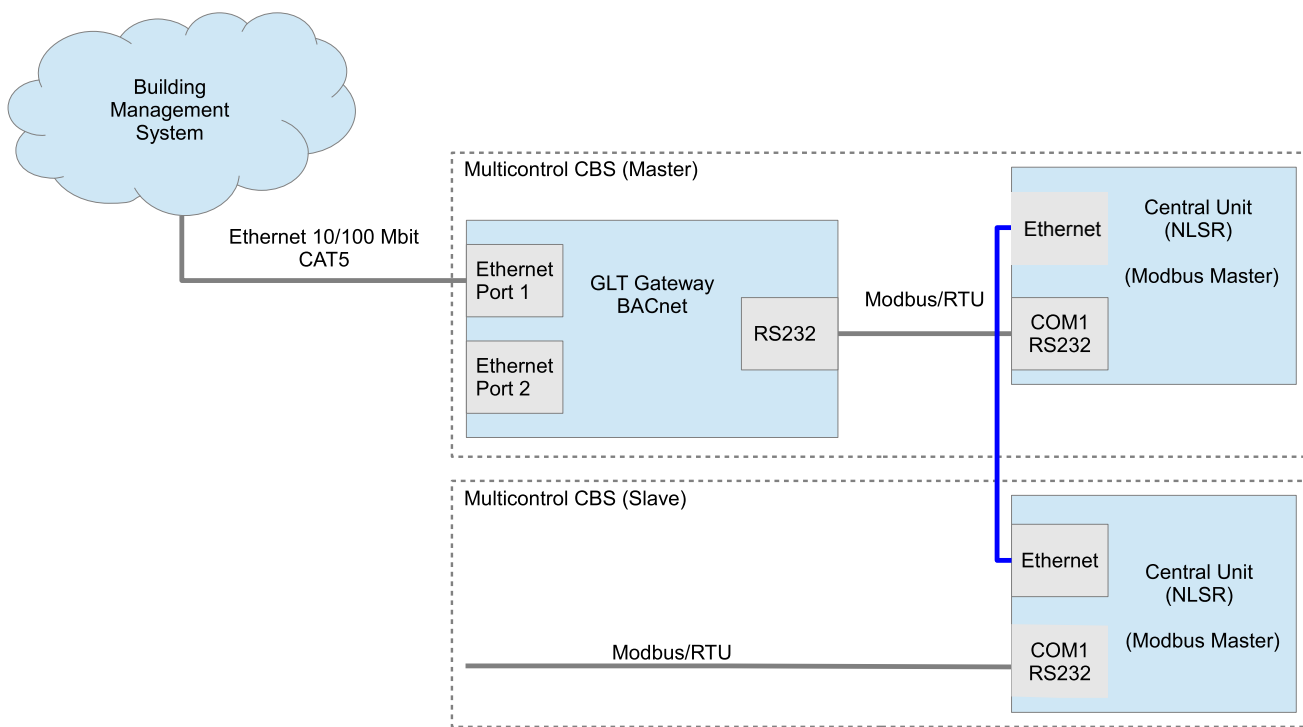 Building
Management
System
Ethernet 10/100 Mbit
CAT5
Multicontrol CBS (Master)
Ethernet
Port 1
Ethernet
Port 2
GLT Gateway
BACnet
RS232
Modbus/RTU
Ethernet
COM1
RS232
Central Unit
(NLSR)
(Modbus Master)
Multicontrol CBS (Slave)
Modbus/RTU
Ethernet
COM1
RS232
Central Unit
(NLSR)
(Modbus Master)